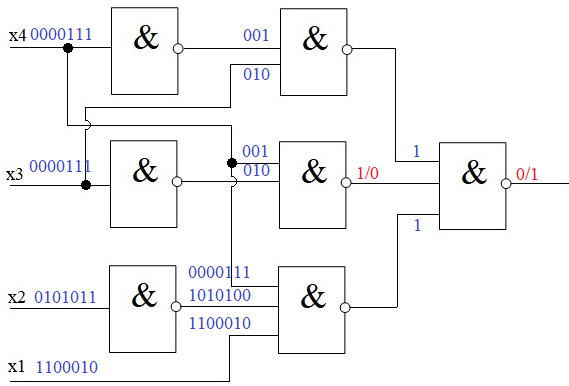 x4 0000111 & 001 &
010
x3 0000111 & 001 & 1/0 1 & 0/1
010
1
x2 0101011 & 0000111 &
1010100
1100010
x1 1100010